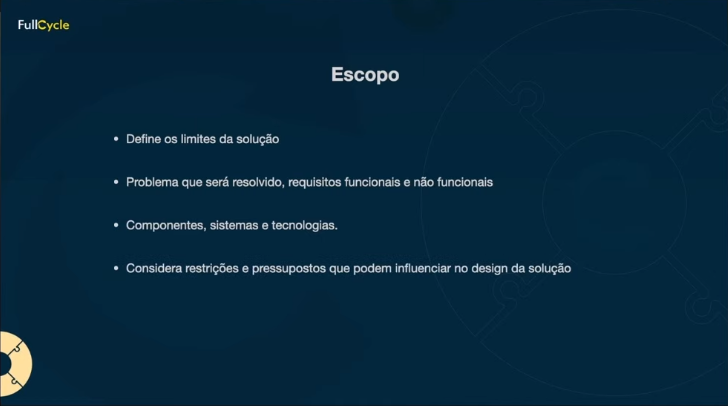 FullCycle
Escopo
• Define os limites da solução
• Problema que será resolvido, requisitos funcionais e não funcionais
• Componentes, sistemas e tecnologias.
• Considera restrições e pressupostos que podem influenciar no design da solução